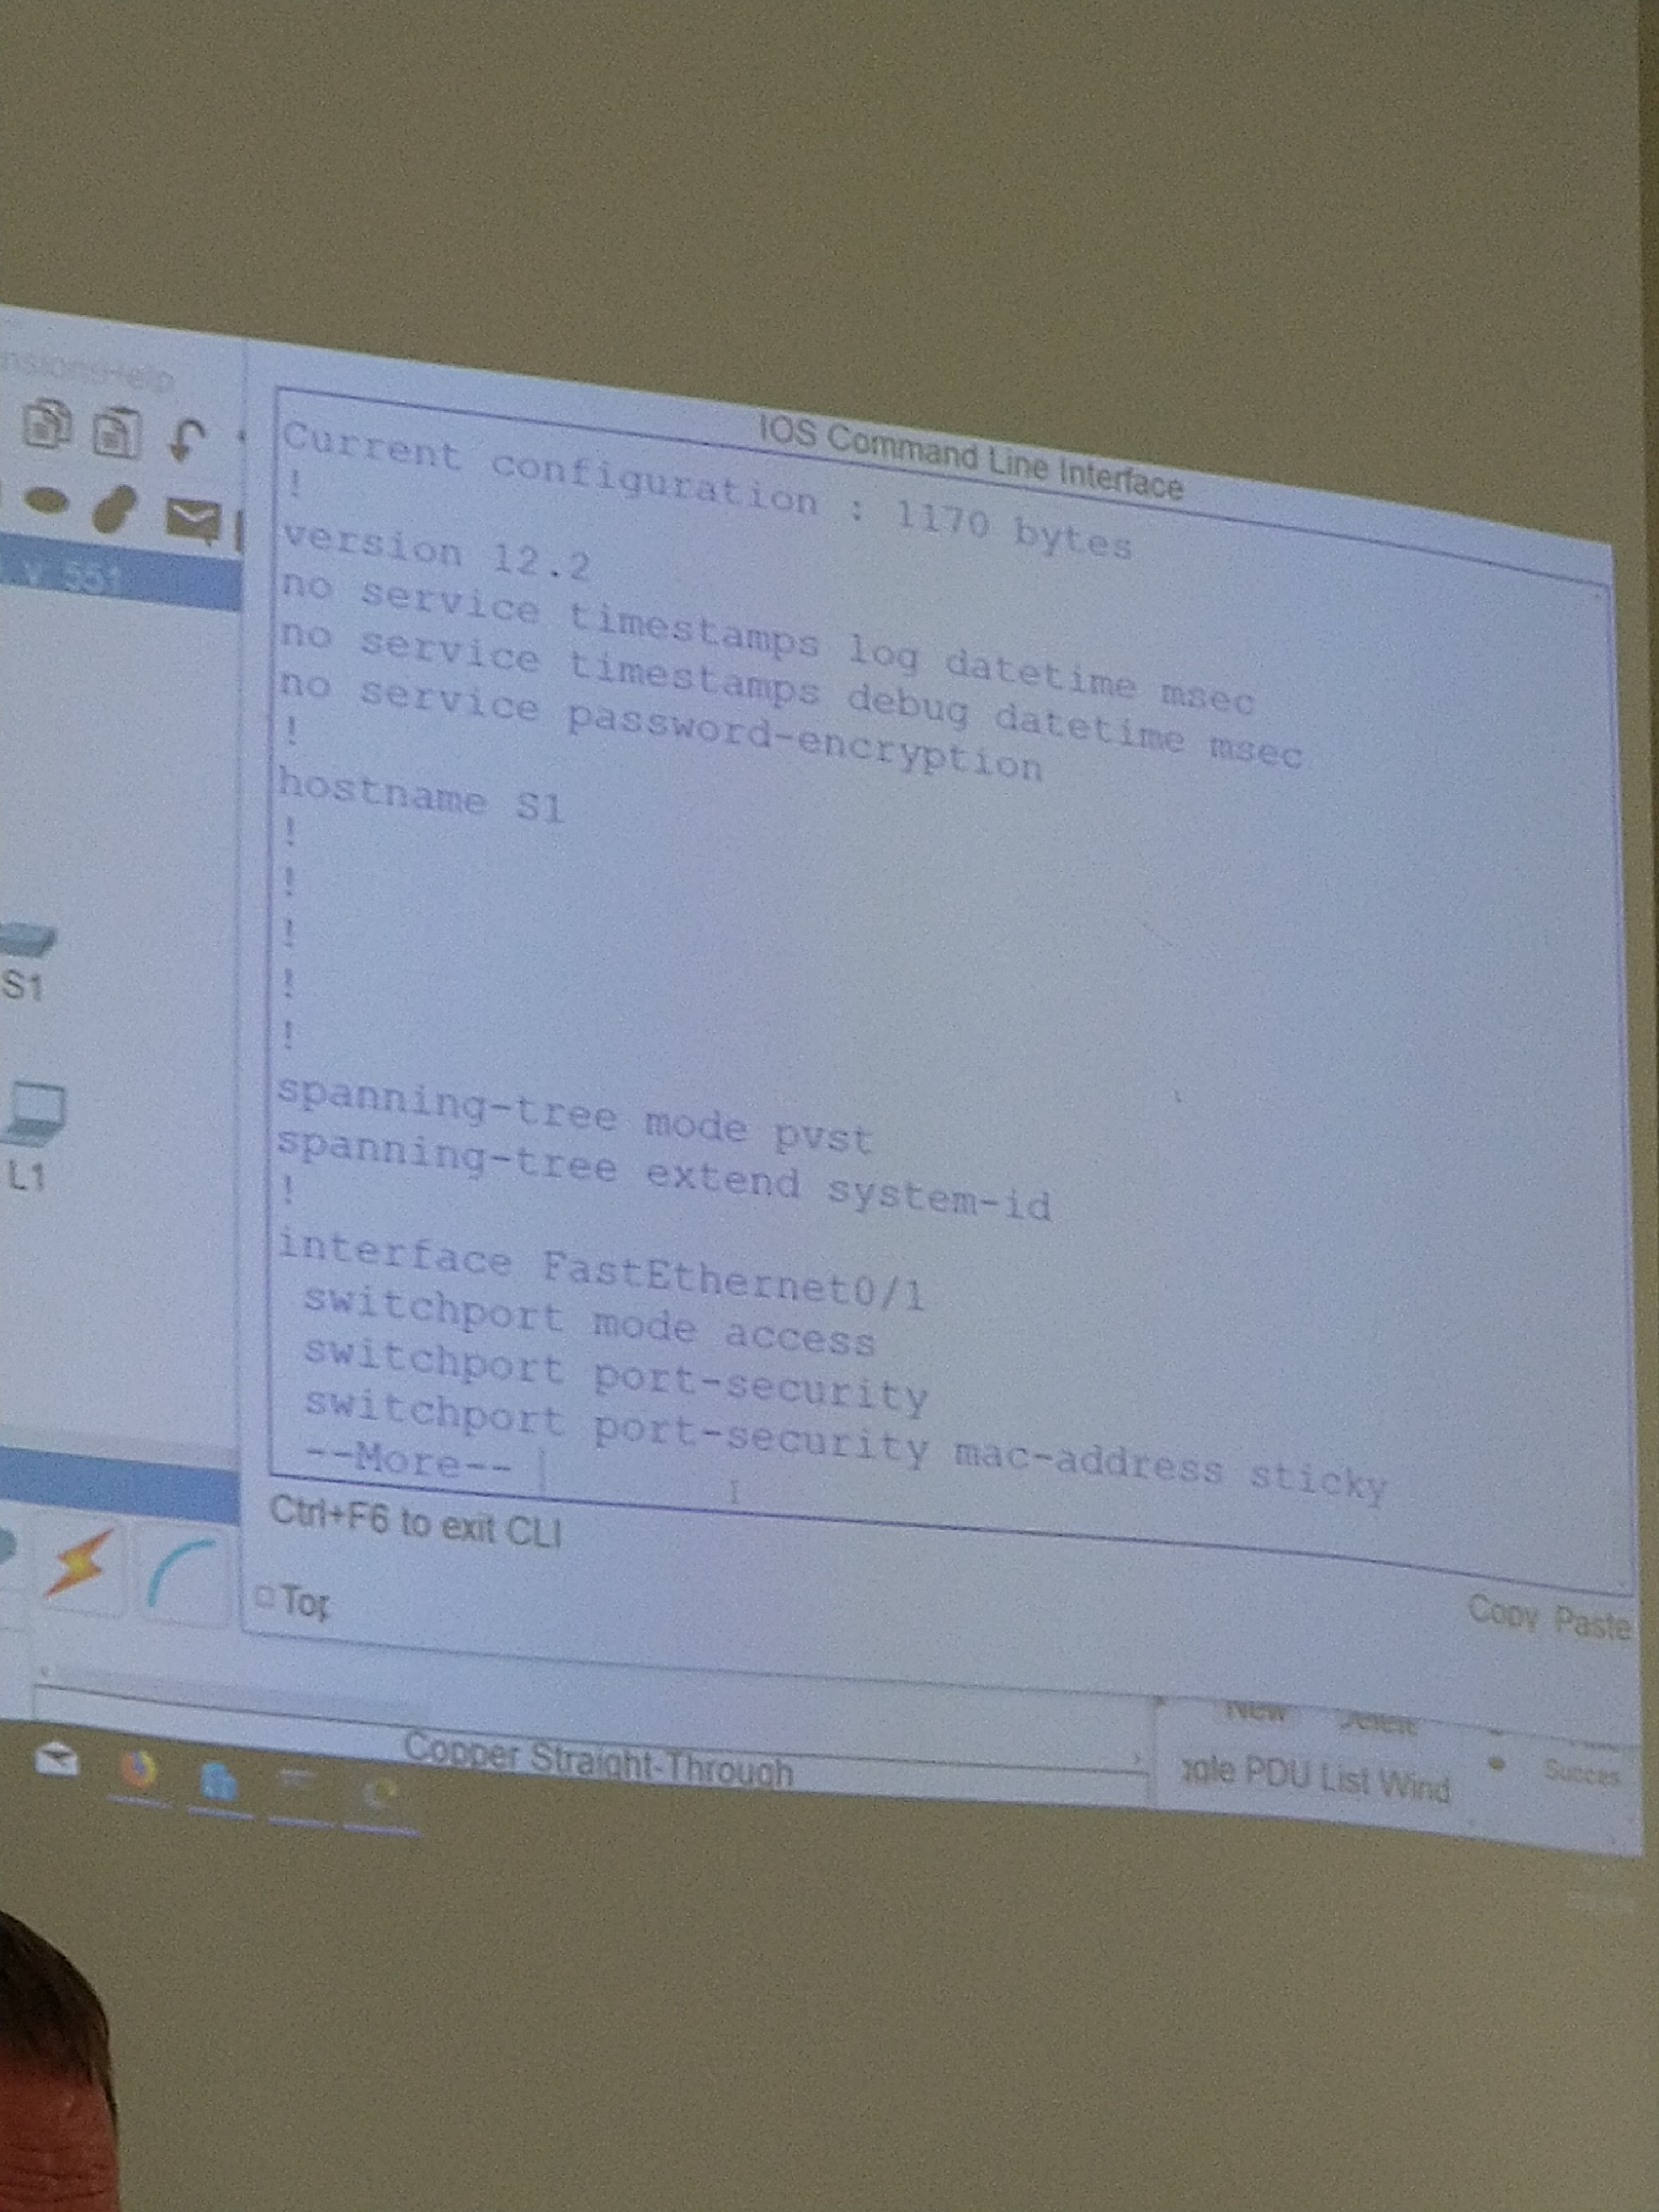 Help
IOS Command Line Interface
Current configuration : 1170 bytes
!
version 12.2
no service timestamps log datetime msec
no service timestamps debug datetime msec
no service password-encryption
!
hostname S1
!
!
!
!
!
spanning-tree mode pvst
spanning-tree extend system-id
!
interface FastEthernet0/1
switchport mode access
switchport port-security
switchport port-security mac-address sticky
--More--
Ctrl+F6 to exit CLI
Copy Paste
Top
v 551
S1
L1
New
Copper Straight-Through
PDU List Wind
Succes